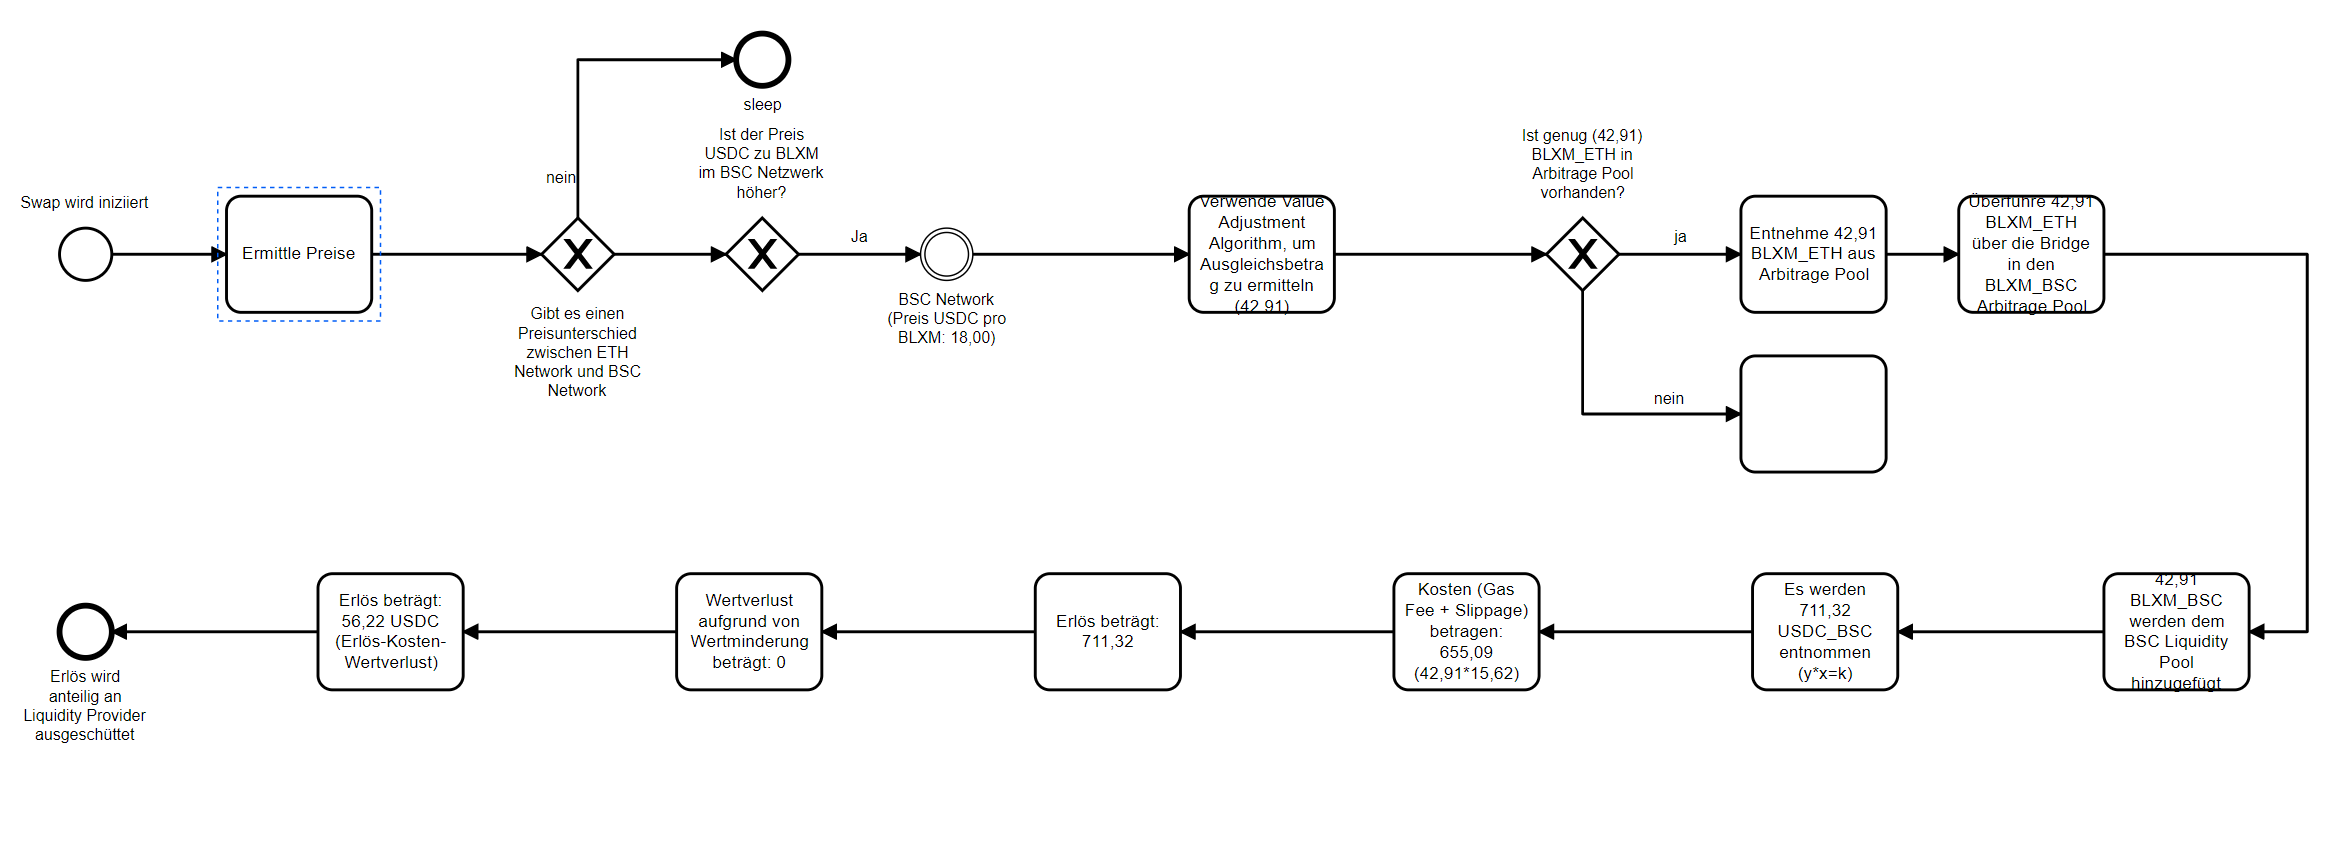 sleep
Ist der Preis
USDC zu BLXM
im BSC Netzwerk
höher?
nein
Swap wird iniziiert
Ermittle Preise
Gibt es einen
Preisunterschied
zwischen ETH
Network und BSC
Network
Ja
BSC Network
(Preis USDC pro
BLXM: 18,00)
Verwende Value
Adjustment
Algorithm, um
Ausgleichsbetra
g zu ermitteln
(42,91)
Ist genug (42,91)
BLXM_ETH in
Arbitrage Pool
vorhanden?
ja
nein
Entnehme 42,91
BLXM_ETH aus
Arbitrage Pool
Überführe 42,91
BLXM_ETH
über die Bridge
in den
BLXM_BSC
Arbitrage Pool
42,91
BLXM_BSC
werden dem
BSC Liquidity
Pool
hinzugefügt
Es werden
711,32
USDC_BSC
entnommen
(y*x=k)
Kosten (Gas
Fee + Slippage)
betragen:
655,09
(42,91*15,62)
Erlös beträgt:
711,32
Wertverlust
aufgrund von
Wertminderung
beträgt: 0
Erlös beträgt:
56,22 USDC
(Erlös-Kosten-
Wertverlust)
Erlös wird
anteilig an
Liquidity Provider
ausgeschüttet